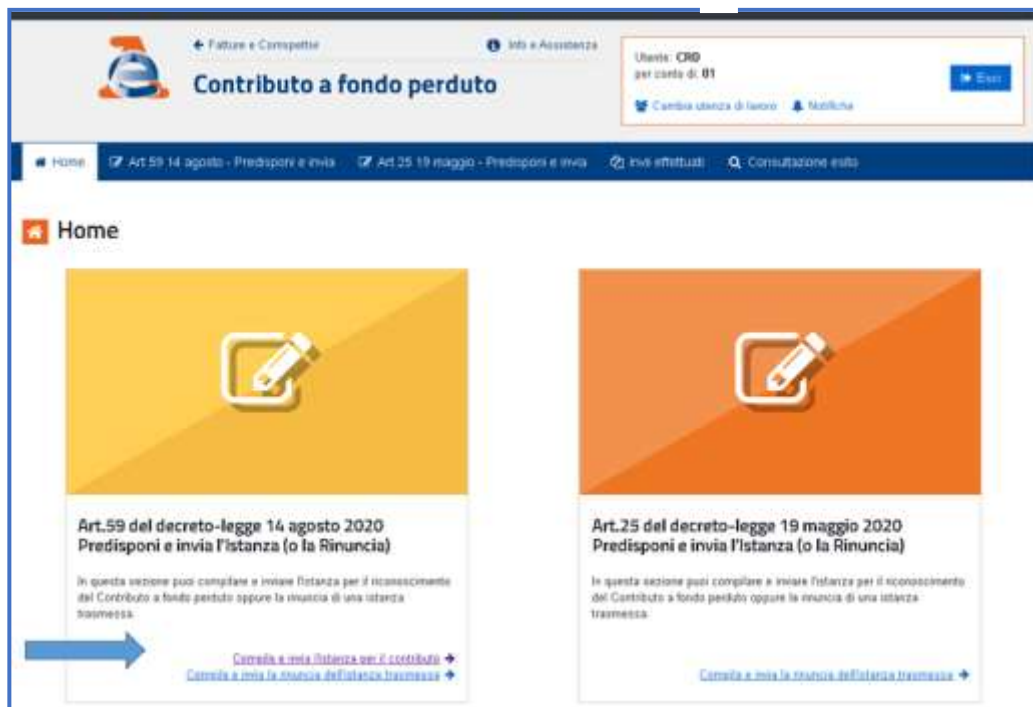 Fatture e Corrispettivi
Info e Assistenza
Contributo a fondo perduto
Utente: CRO
per conto di: 01
Cambia utenza di lavoro
Notifiche
Esci
Home
Art.59 14 agosto - Predisponi e invia
Art.25 19 maggio - Predisponi e invia
Invii effettuati
Consultazione esito
Home
Art.59 del decreto-legge 14 agosto 2020
Predisponi e invia l'Istanza (o la Rinuncia)
In questa sezione puoi compilare e inviare l'istanza per il riconoscimento
del Contributo a fondo perduto oppure la rinuncia di una istanza
trasmessa.
Compila e invia l'istanza per il contributo
Compila e invia la rinuncia dell'istanza trasmessa
Art.25 del decreto-legge 19 maggio 2020
Predisponi e invia l'Istanza (o la Rinuncia)
In questa sezione puoi compilare e inviare l'istanza per il riconoscimento
del Contributo a fondo perduto oppure la rinuncia di una istanza
trasmessa.
Compila e invia la rinuncia dell'istanza trasmessa